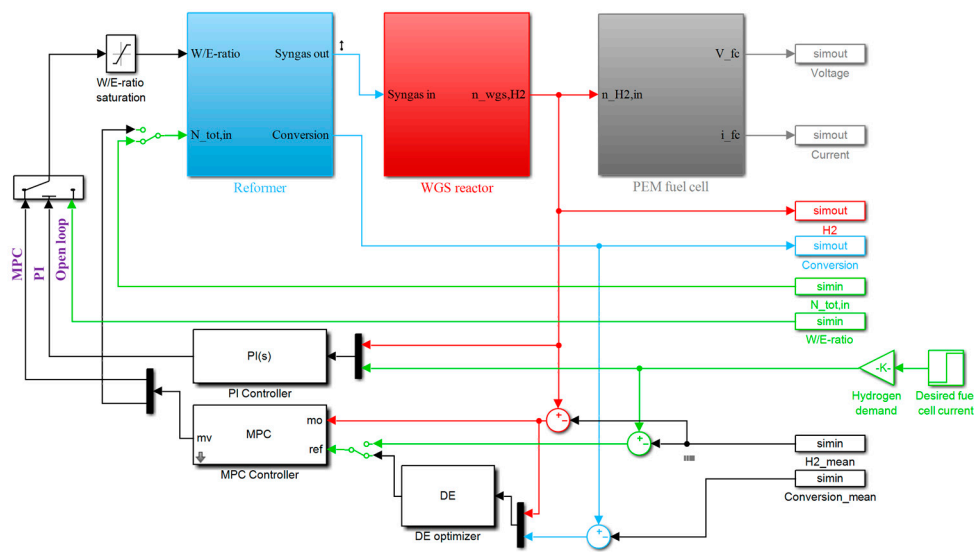 W/E-ratio
saturation
W/E-ratio
Syngas out
N_tot,in
Conversion
Reformer
Syngas in
n_wgs,H2
WGS reactor
V_fc
n_H2,in
i_fc
PEM fuel cell
simout
Voltage
simout
Current
simout
H2
simout
Conversion
simin
N_tot,in
simin
W/E-ratio
MPC
PI
Open loop
PI(s)
PI Controller
-K-
Hydrogen
demand
Desired fue
cell current
mo
MPC
mv
ref
MPC Controller
+
−
+
−
simin
H2_mean
simin
Conversion_mean
DE
DE optimizer
+
−